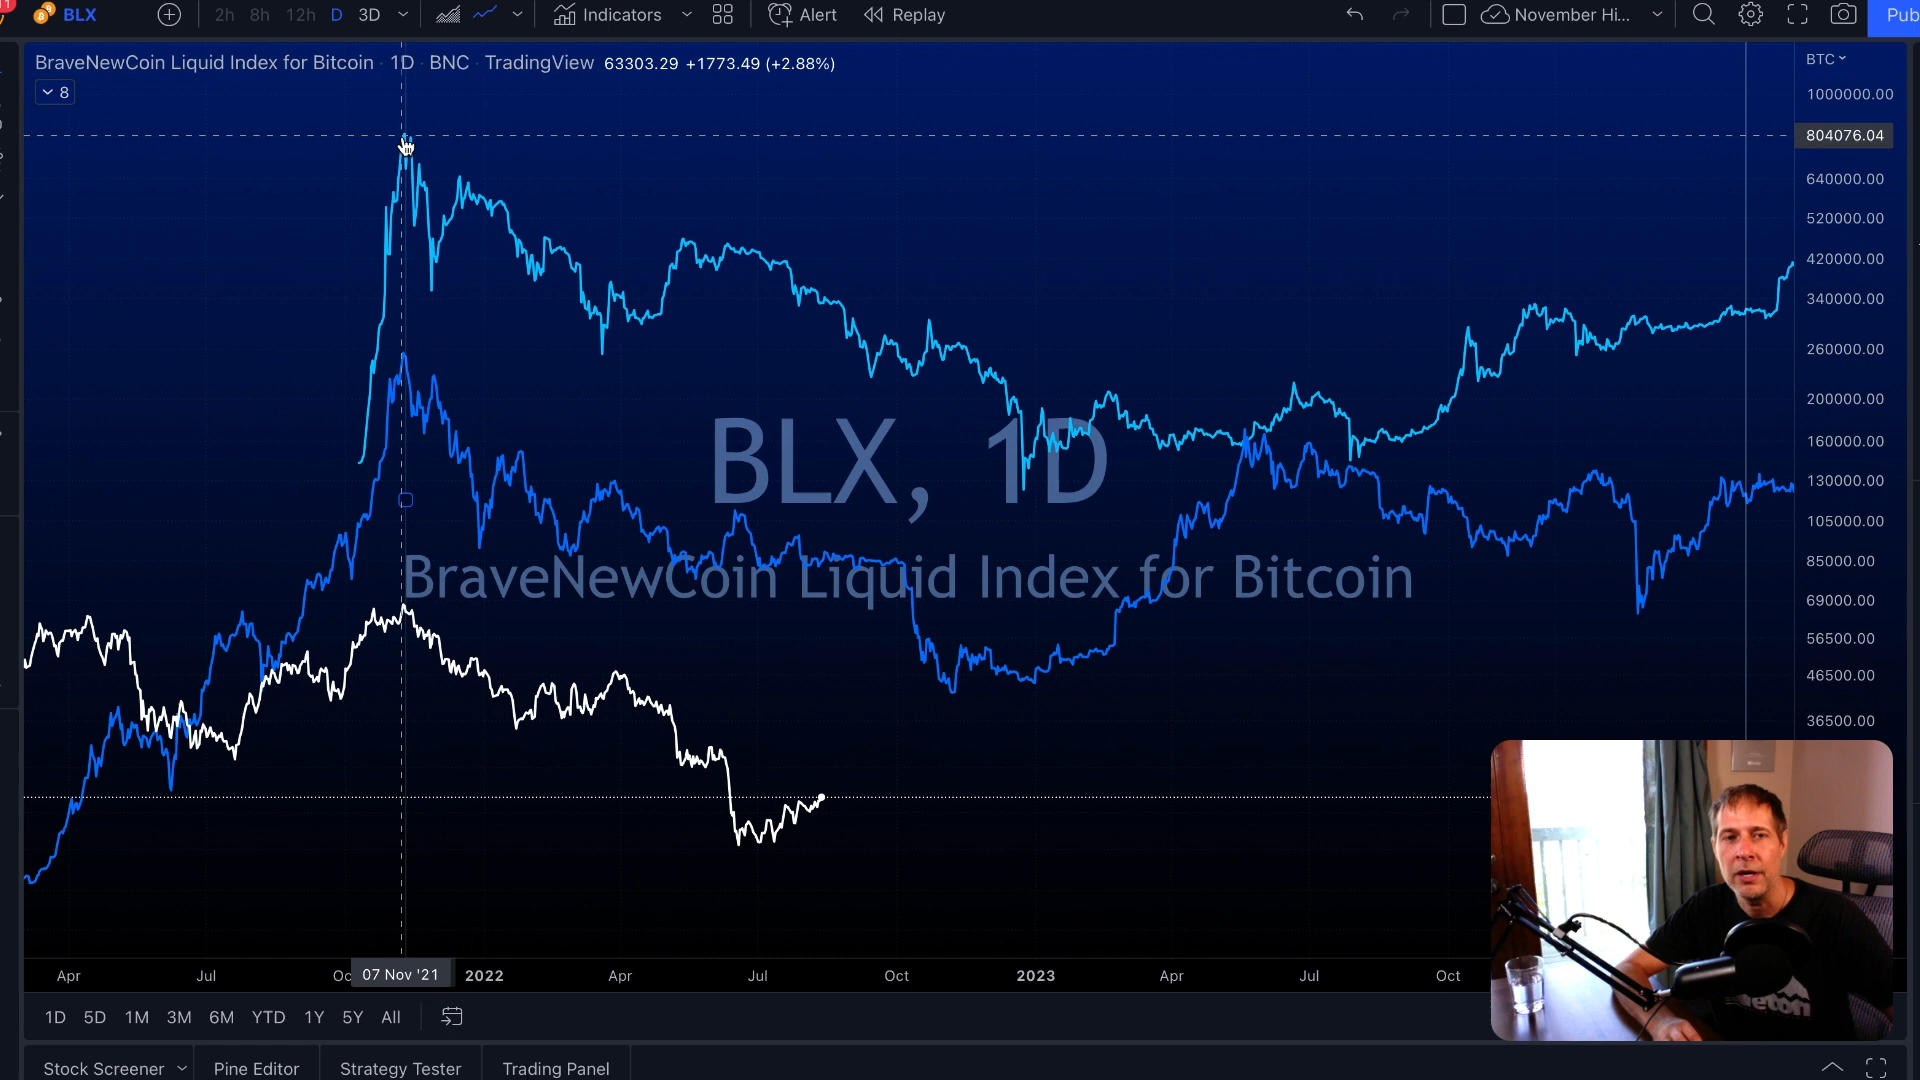 11
BLX 2h 8h 12h D 3D Indicators Alert Replay November Hi... Pub
BraveNewCoin Liquid Index for Bitcoin · 1D · BNC · TradingView 63303.29 +1773.49 (+2.88%)
BTC
8
1000000.00
804076.04
640000.00
520000.00
420000.00
340000.00
260000.00
200000.00
160000.00
130000.00
105000.00
85000.00
69000.00
56500.00
46500.00
36500.00
BLX, 1D
BraveNewCoin Liquid Index for Bitcoin
Apr Jul Oc 07 Nov '21 2022 Apr Jul Oct 2023 Apr Jul Oct
1D 5D 1M 3M 6M YTD 1Y 5Y All
Stock Screener Pine Editor Strategy Tester Trading Panel